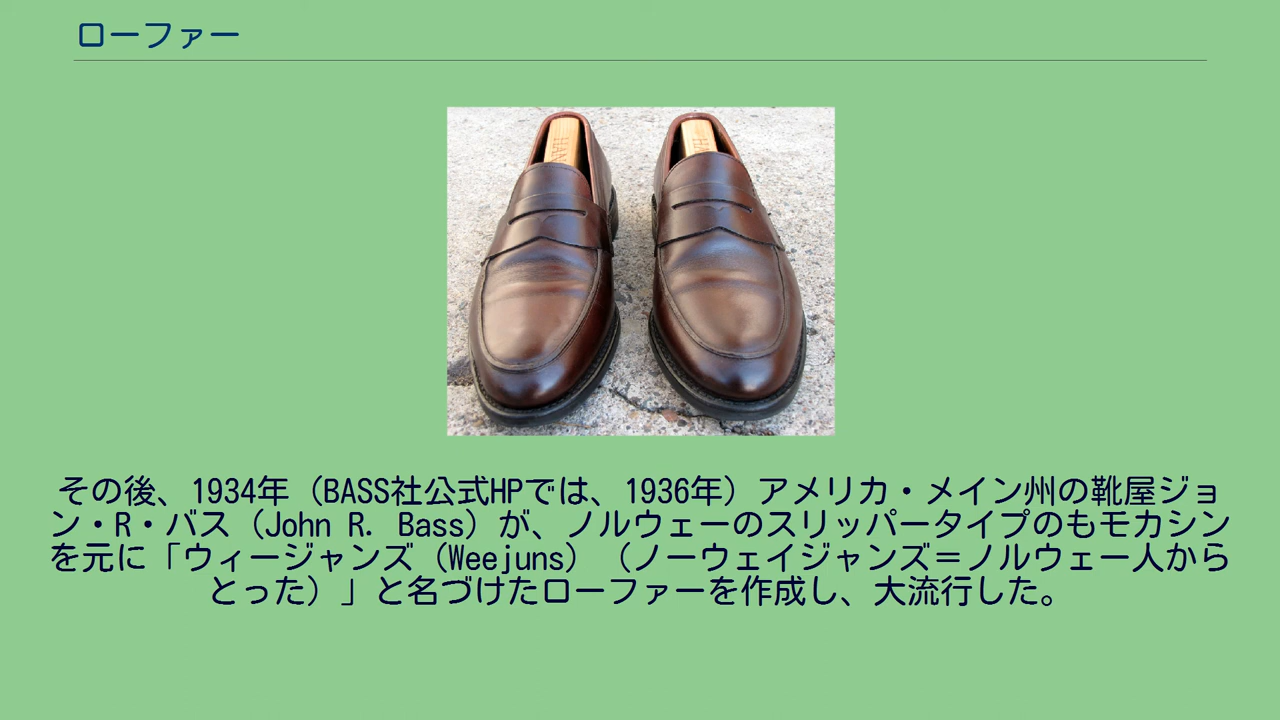 ローファー
HAN
HA
その後、1934年（BASS社公式HPでは、1936年）アメリカ・メイン州の靴屋ジョ
ン・R・バス（John R. Bass）が、ノルウェーのスリッパータイプのもモカシン
を元に「ウィージャンズ（Weejuns）（ノーウェイジャンズ＝ノルウェー人から
とった）」と名づけたローファーを作成し、大流行した。